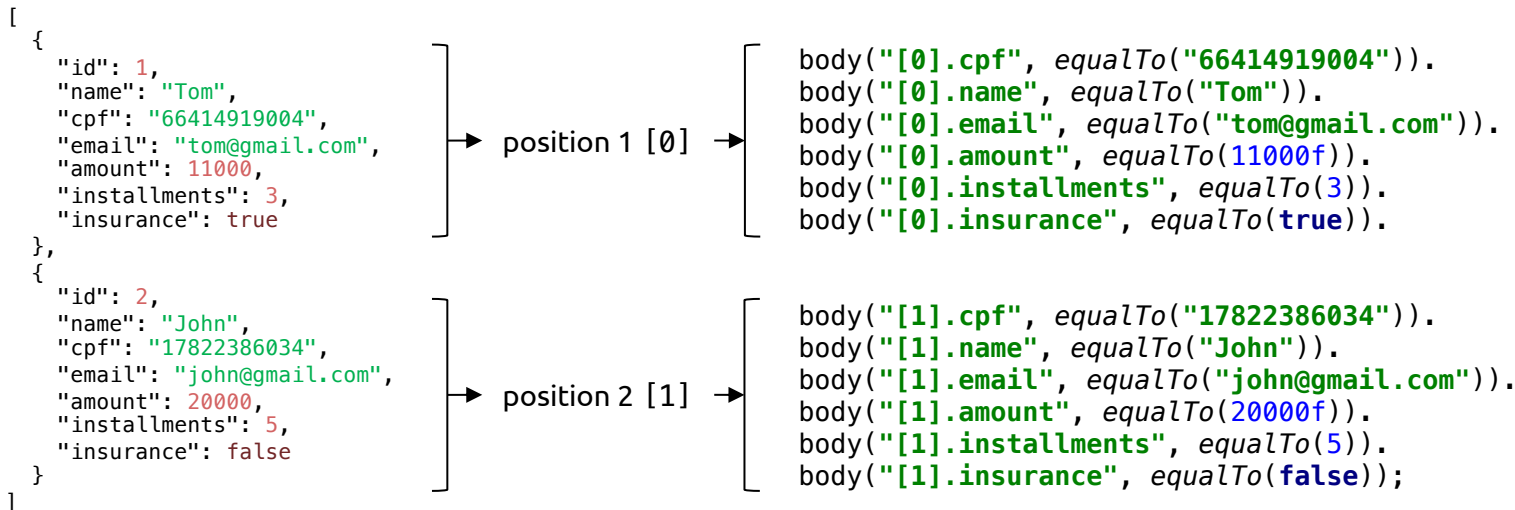 [
  {
    "id": 1,
    "name": "Tom",
    "cpf": "66414919004",
    "email": "tom@gmail.com",
    "amount": 11000,
    "installments": 3,
    "insurance": true
  },
  {
    "id": 2,
    "name": "John",
    "cpf": "17822386034",
    "email": "john@gmail.com",
    "amount": 20000,
    "installments": 5,
    "insurance": false
  }
]
position 1 [0]
position 2 [1]
body("[0].cpf", equalTo("66414919004")).
body("[0].name", equalTo("Tom")).
body("[0].email", equalTo("tom@gmail.com")).
body("[0].amount", equalTo(11000f)).
body("[0].installments", equalTo(3)).
body("[0].insurance", equalTo(true)).
body("[1].cpf", equalTo("17822386034")).
body("[1].name", equalTo("John")).
body("[1].email", equalTo("john@gmail.com")).
body("[1].amount", equalTo(20000f)).
body("[1].installments", equalTo(5)).
body("[1].insurance", equalTo(false));